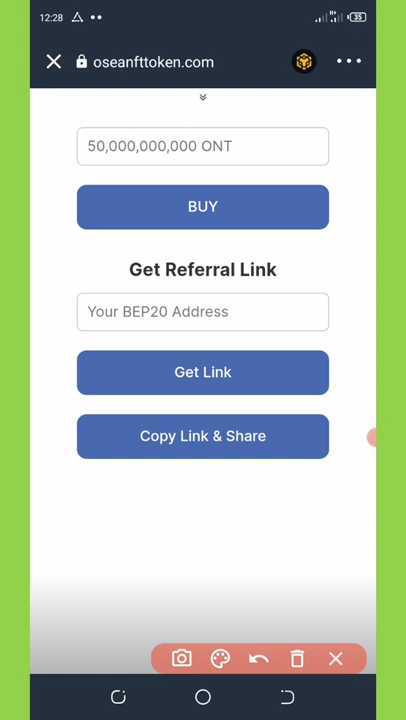 12:28
H+
35
oseanfttoken.com
50,000,000,000 ONT
BUY
Get Referral Link
Your BEP20 Address
Get Link
Copy Link & Share